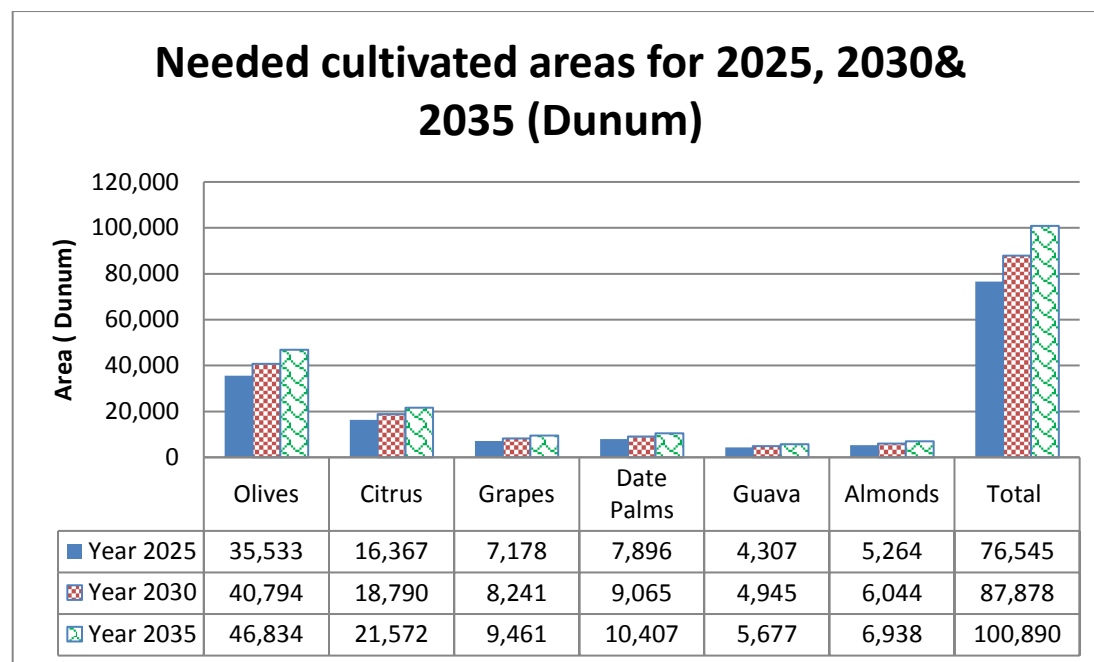 Needed cultivated areas for 2025, 2030&
2035 (Dunum)
Area ( Dunum)
120,000
100,000
80,000
60,000
40,000
20,000
0
Olives Citrus Grapes Date Palms Guava Almonds Total
Year 2025 35,533 16,367 7,178 7,896 4,307 5,264 76,545
Year 2030 40,794 18,790 8,241 9,065 4,945 6,044 87,878
Year 2035 46,834 21,572 9,461 10,407 5,677 6,938 100,890